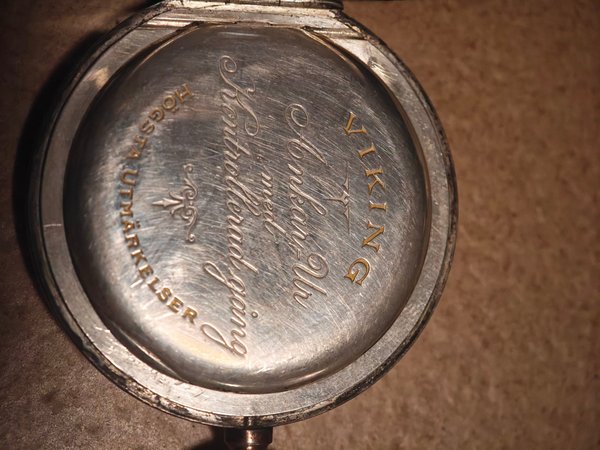 VIKING
Ankar-Ur
med
Kontrollerad gång
HÖGSTA UTMÄRKELSER